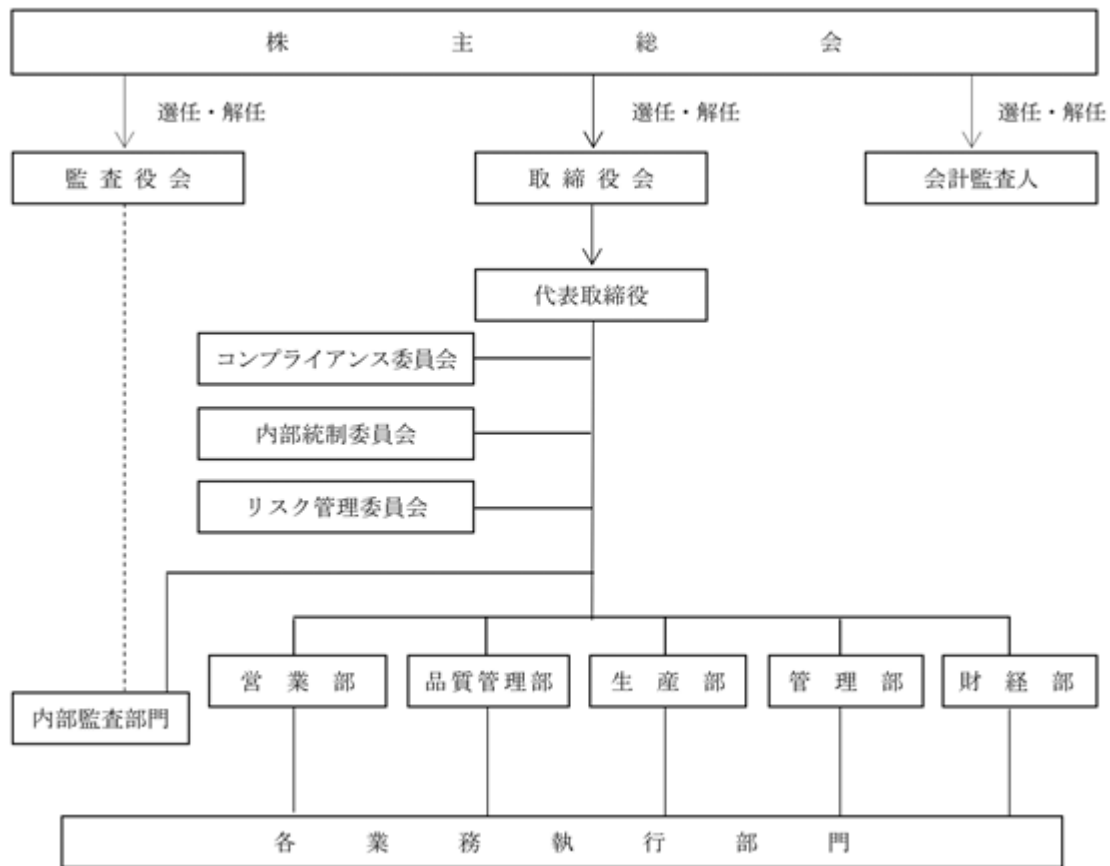 株主総会
選任・解任
選任・解任
選任・解任
監査役会
取締役会
会計監査人
代表取締役
コンプライアンス委員会
内部統制委員会
リスク管理委員会
営業部
品質管理部
生産部
管理部
財経部
内部監査部門
各業務執行部門